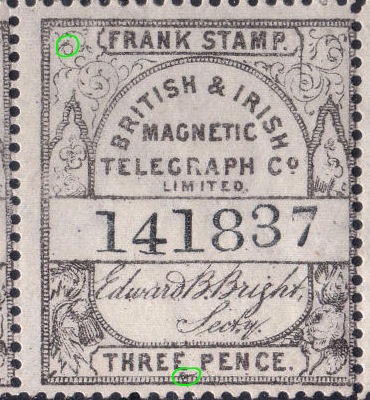 FRANK STAMP.
BRITISH & IRISH
MAGNETIC
TELEGRAPH Co
LIMITED.
141837
Edward B. Bright,
Secty.
THREE PENCE.